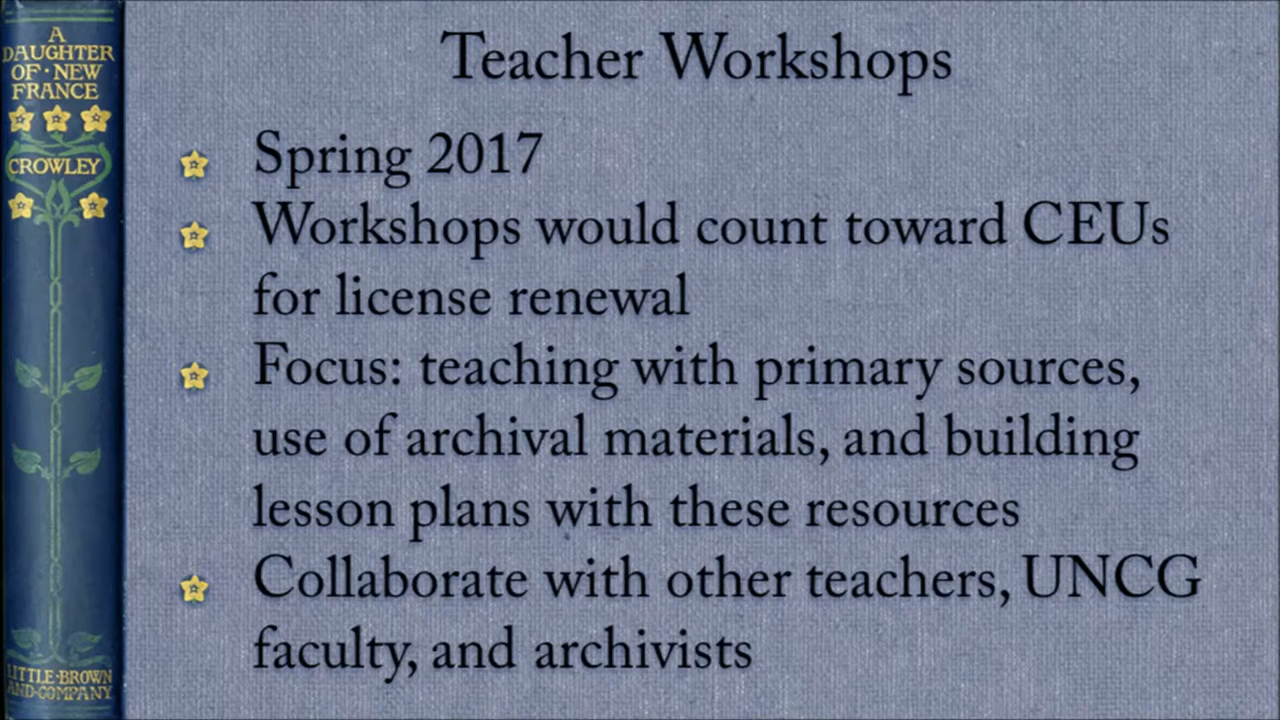 A
DAUGHTER
OF·NEW
FRANCE
CROWLEY
LITTLE·BROWN
AND·COMPANY
Teacher Workshops
Spring 2017
Workshops would count toward CEUs
for license renewal
Focus: teaching with primary sources,
use of archival materials, and building
lesson plans with these resources
Collaborate with other teachers, UNCG
faculty, and archivists